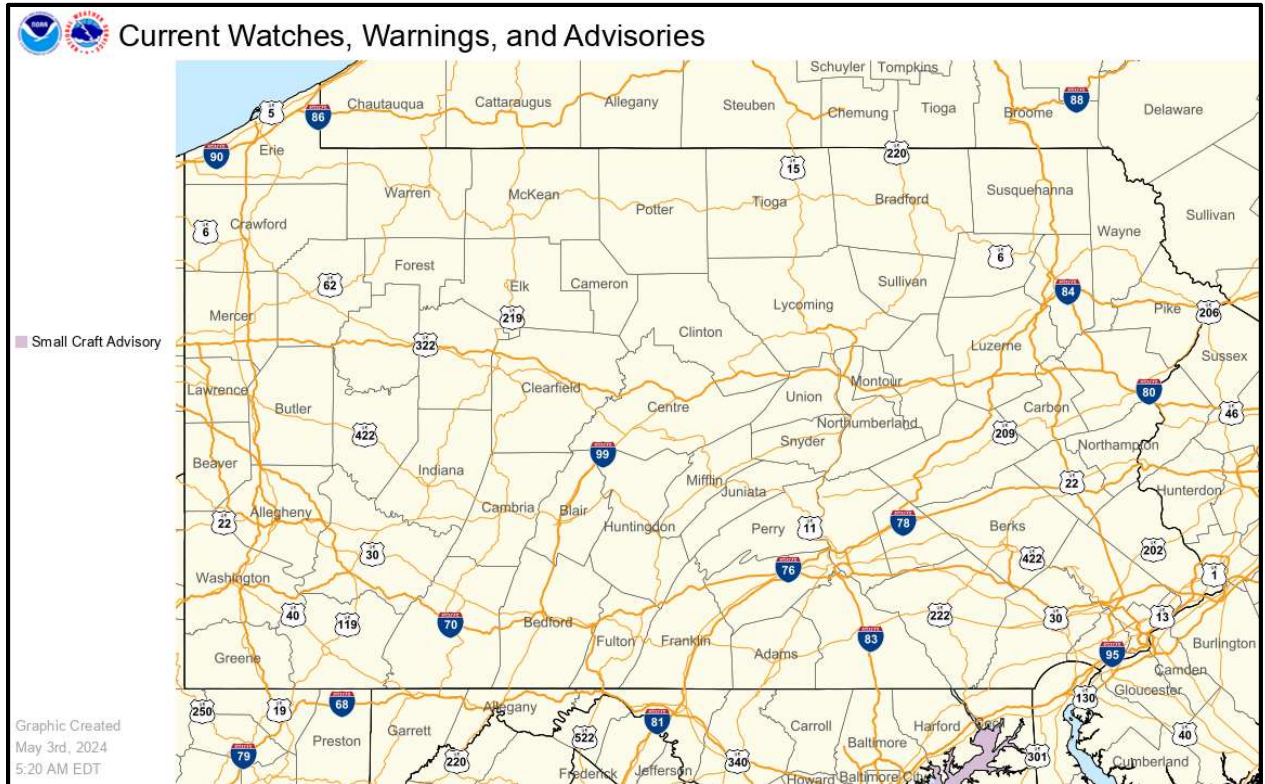 Current Watches, Warnings, and Advisories
Schuyler Tompkins
Chautauqua Cattaraugus Allegany Steuben Chemung Tioga Broome 88 Delaware
5 86
90 Erie 15 220
Warren McKean Potter Tioga Bradford Susquehanna
6 Crawford Wayne Sullivan
Forest 62 Elk Cameron Sullivan 6
Mercer 219 Lycoming 84 Pike 206
Small Craft Advisory
322 Clinton Luzerne Sussex
Lawrence Clearfield Montour 80
Butler Centre Union Carbon 46
422 Northumberland 209
Snyder Northampton
Beaver Indiana 99 Mifflin 22
Juniata Hunterdon
22 Allegheny Cambria Blair Huntingdon Perry 11 78 Berks
30 422 202
Washington 76 1
40 119 70 Bedford 222 30 13
Fulton Franklin 83 Burlington
Greene Adams 95 Camden
Gloucester
250 19 68 Allegany 130
Graphic Created
Preston Garrett 81 Carroll Harford Cecil 40
May 3rd, 2024
79 220 522 340 Baltimore 301 Cumberland
5:20 AM EDT
Frederick Jefferson Howard Baltimore City